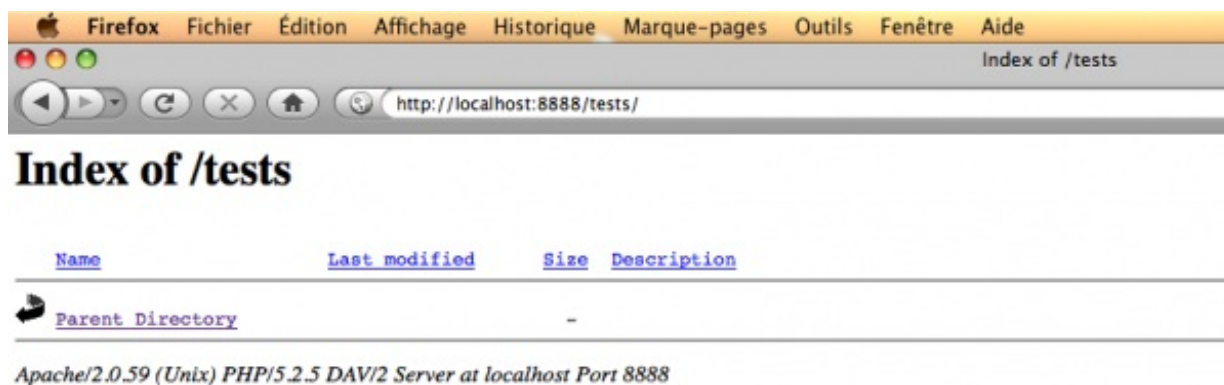 Firefox Fichier Édition Affichage Historique Marque-pages Outils Fenêtre Aide
Index of /tests
http://localhost:8888/tests/
Index of /tests
Name Last modified Size Description
Parent Directory -
Apache/2.0.59 (Unix) PHP/5.2.5 DAV/2 Server at localhost Port 8888